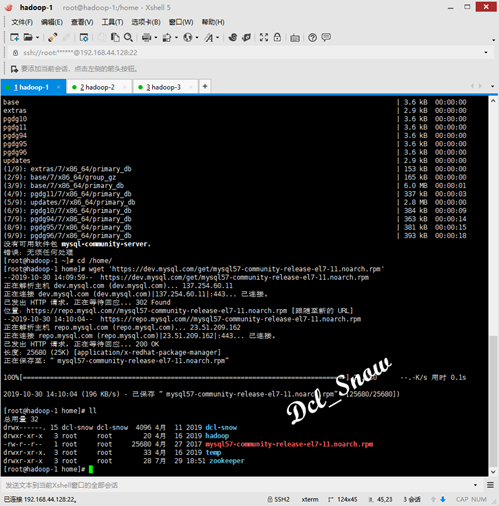 hadoop-1 root@hadoop-1:/home - Xshell 5
文件(F) 编辑(E) 查看(V) 工具(T) 选项卡(B) 窗口(W) 帮助(H)
ssh://root:******@192.168.44.128:22
要添加当前会话，点击左侧的箭头按钮。
1 hadoop-1 × 2 hadoop-2 × 3 hadoop-3 × +
base | 3.6 kB 00:00:00
extras | 2.9 kB 00:00:00
pgdg10 | 3.6 kB 00:00:00
pgdg11 | 3.6 kB 00:00:00
pgdg94 | 3.6 kB 00:00:00
pgdg95 | 3.6 kB 00:00:00
pgdg96 | 3.6 kB 00:00:00
updates | 2.9 kB 00:00:00
(1/9): extras/7/x86_64/primary_db | 153 kB 00:00:00
(2/9): base/7/x86_64/group_gz | 165 kB 00:00:00
(3/9): base/7/x86_64/primary_db | 6.0 MB 00:00:01
(4/9): pgdg11/7/x86_64/primary_db | 337 kB 00:00:03
(5/9): updates/7/x86_64/primary_db | 2.8 MB 00:00:00
(6/9): pgdg10/7/x86_64/primary_db | 384 kB 00:00:09
(7/9): pgdg94/7/x86_64/primary_db | 363 kB 00:00:14
(8/9): pgdg95/7/x86_64/primary_db | 381 kB 00:00:15
(9/9): pgdg96/7/x86_64/primary_db | 393 kB 00:00:18
没有可用软件包 mysql-community-server。
错误：无须任何处理
[root@hadoop-1 ~]# cd /home/
[root@hadoop-1 home]# wget 'https://dev.mysql.com/get/mysql57-community-release-el7-11.noarch.rpm'
--2019-10-30 14:09:59-- https://dev.mysql.com/get/mysql57-community-release-el7-11.noarch.rpm
正在解析主机 dev.mysql.com (dev.mysql.com)... 137.254.60.11
正在连接 dev.mysql.com (dev.mysql.com)|137.254.60.11|:443... 已连接。
已发出 HTTP 请求，正在等待回应... 302 Found
位置：https://repo.mysql.com//mysql57-community-release-el7-11.noarch.rpm [跟随至新的 URL]
--2019-10-30 14:10:04-- https://repo.mysql.com//mysql57-community-release-el7-11.noarch.rpm
正在解析主机 repo.mysql.com (repo.mysql.com)... 23.51.209.162
正在连接 repo.mysql.com (repo.mysql.com)|23.51.209.162|:443... 已连接。
已发出 HTTP 请求，正在等待回应... 200 OK
长度：25680 (25K) [application/x-redhat-package-manager]
正在保存至: “mysql57-community-release-el7-11.noarch.rpm”
--.-K/s 用时 0.1s
2019-10-30 14:10:04 (196 KB/s) - 已保存 “mysql57-community-release-el7-11.noarch.rpm” [25680/25680])
[root@hadoop-1 home]# ll
总用量 32
drwx------. 15 dcl-snow dcl-snow 4096 4月 11 2019 dcl-snow
drwxr-xr-x 3 root root 20 4月 16 2019 hadoop
-rw-r--r-- 1 root root 25680 4月 27 2017 mysql57-community-release-el7-11.noarch.rpm
drwxr-xr-x. 3 root root 33 4月 16 2019 temp
drwxr-xr-x 3 root root 28 7月 29 18:51 zookeeper
[root@hadoop-1 home]#
Dcl_Snow
发送文本到当前Xshell窗口的全部会话
已连接 192.168.44.128:22。 SSH2 xterm 124x45 45,23 3 会话 CAP NUM